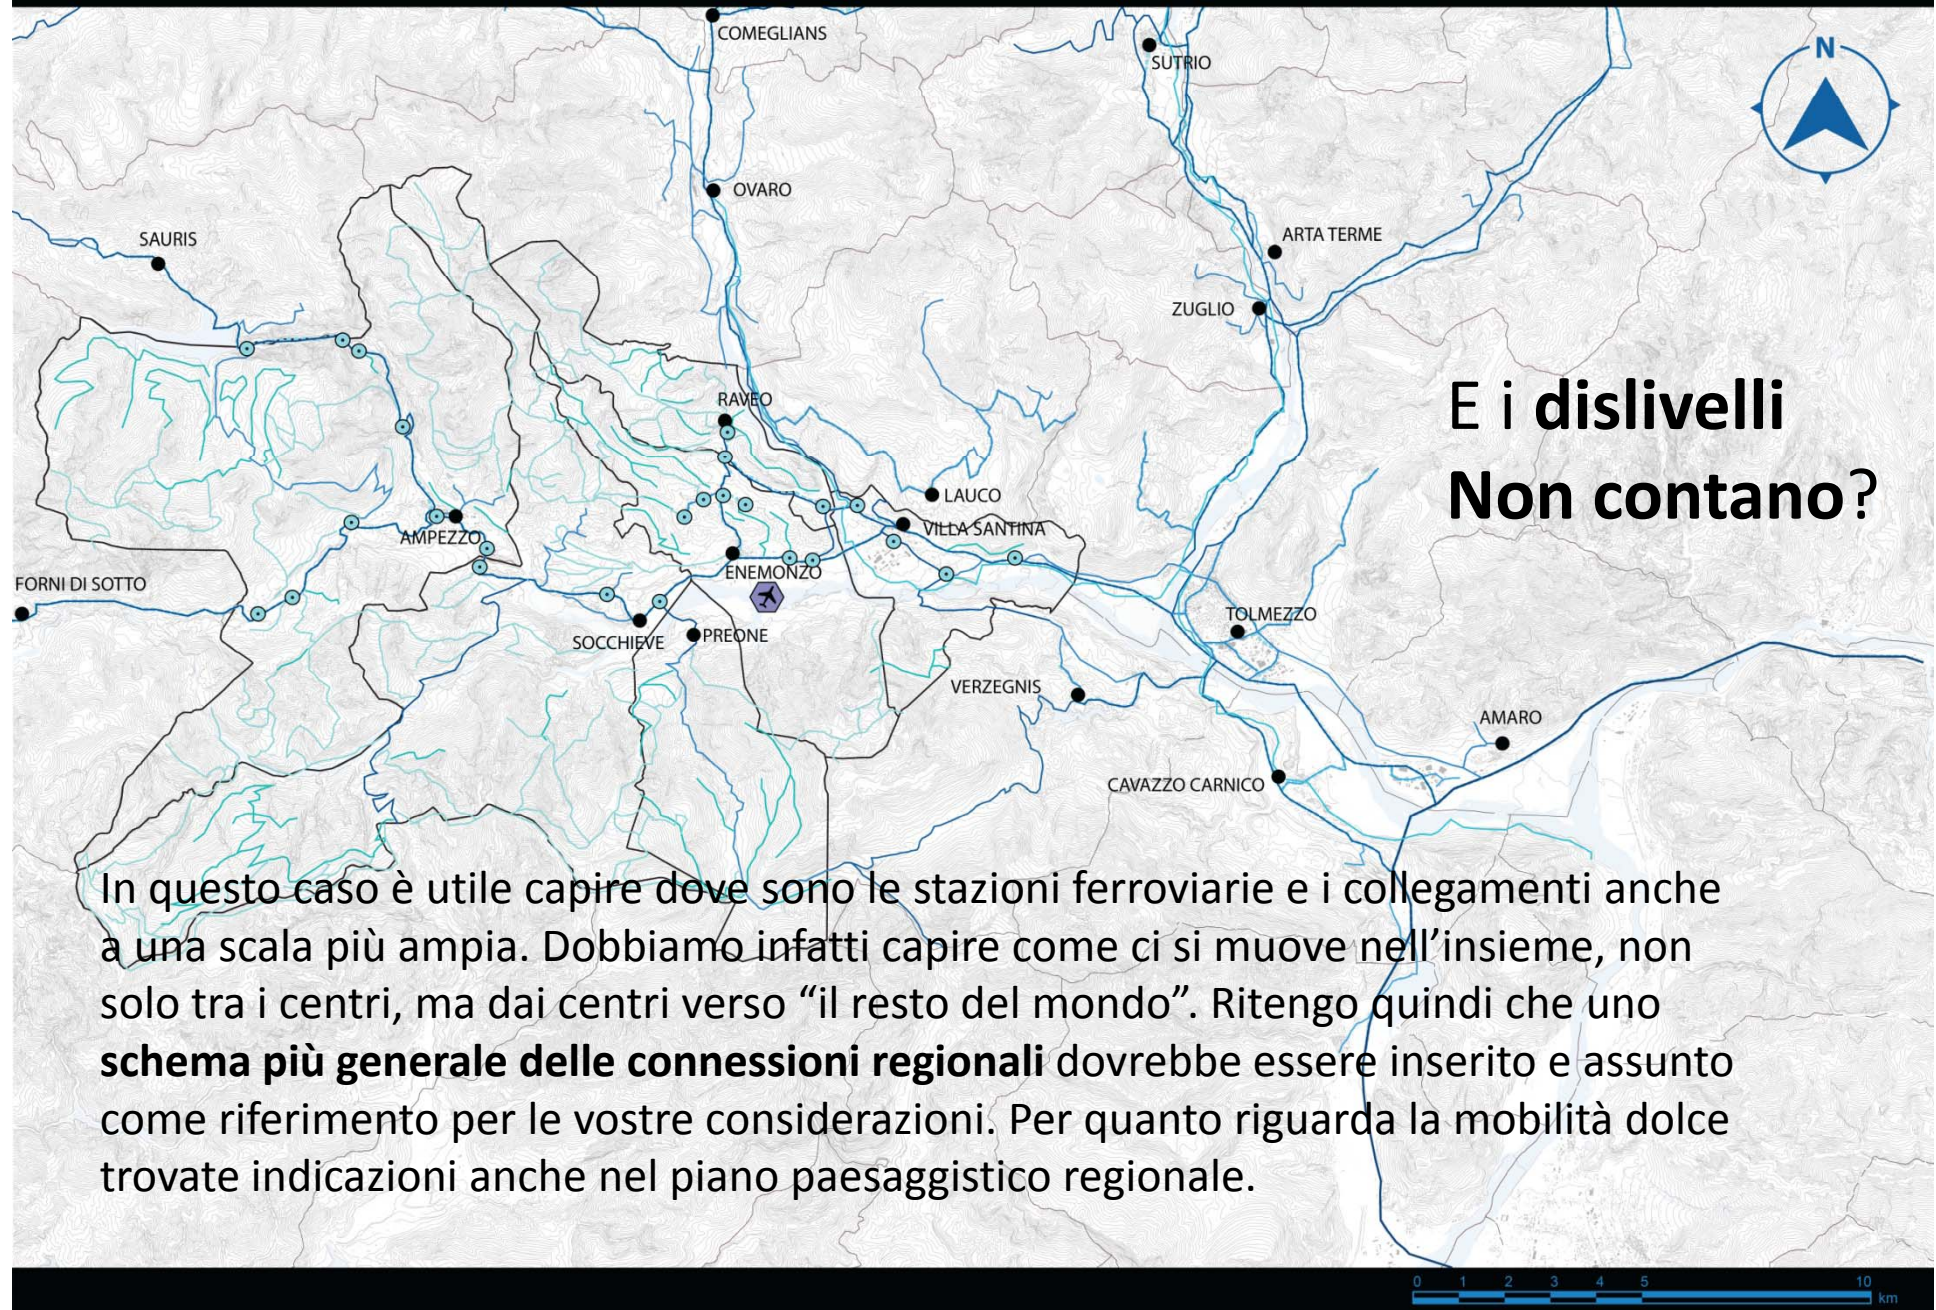 COMEGLIANS
SUTRIO
N
OVARO
SAURIS
ARTA TERME
ZUGLIO
E i dislivelli
Non contano?
RAVEO
LAUCO
VILLA SANTINA
AMPEZZO
ENEMONZO
FORNI DI SOTTO
TOLMEZZO
SOCCHIEVE
PREONE
VERZEGNIS
AMARO
CAVAZZO CARNICO
In questo caso è utile capire dove sono le stazioni ferroviarie e i collegamenti anche
a una scala più ampia. Dobbiamo infatti capire come ci si muove nell’insieme, non
solo tra i centri, ma dai centri verso “il resto del mondo”. Ritengo quindi che uno
schema più generale delle connessioni regionali dovrebbe essere inserito e assunto
come riferimento per le vostre considerazioni. Per quanto riguarda la mobilità dolce
trovate indicazioni anche nel piano paesaggistico regionale.
0 1 2 3 4 5 10
km